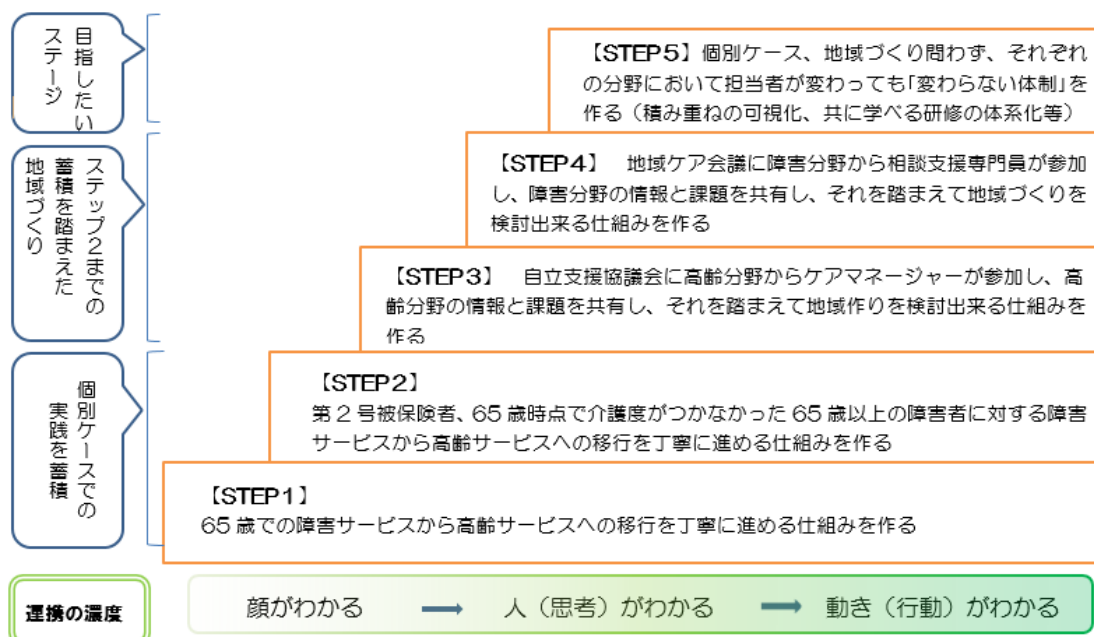 目指したい
ステージ
【STEP5】個別ケース、地域づくり問わず、それぞれ
の分野において担当者が変わっても「変わらない体制」を
作る（積み重ねの可視化、共に学べる研修の体系化等）
ステップ２までの
蓄積を踏まえた
地域づくり
【STEP4】　地域ケア会議に障害分野から相談支援専門員が参加
し、障害分野の情報と課題を共有し、それを踏まえて地域づくりを
検討出来る仕組みを作る
【STEP3】　自立支援協議会に高齢分野からケアマネージャーが参加し、高
齢分野の情報と課題を共有し、それを踏まえて地域作りを検討出来る仕組みを
作る
個別ケースでの
実践を蓄積
【STEP2】
第２号被保険者、65歳時点で介護度がつかなかった65歳以上の障害者に対する障害
サービスから高齢サービスへの移行を丁寧に進める仕組みを作る
【STEP1】
65歳での障害サービスから高齢サービスへの移行を丁寧に進める仕組みを作る
連携の濃度
顔がわかる　→　人（思考）がわかる　→　動き（行動）がわかる